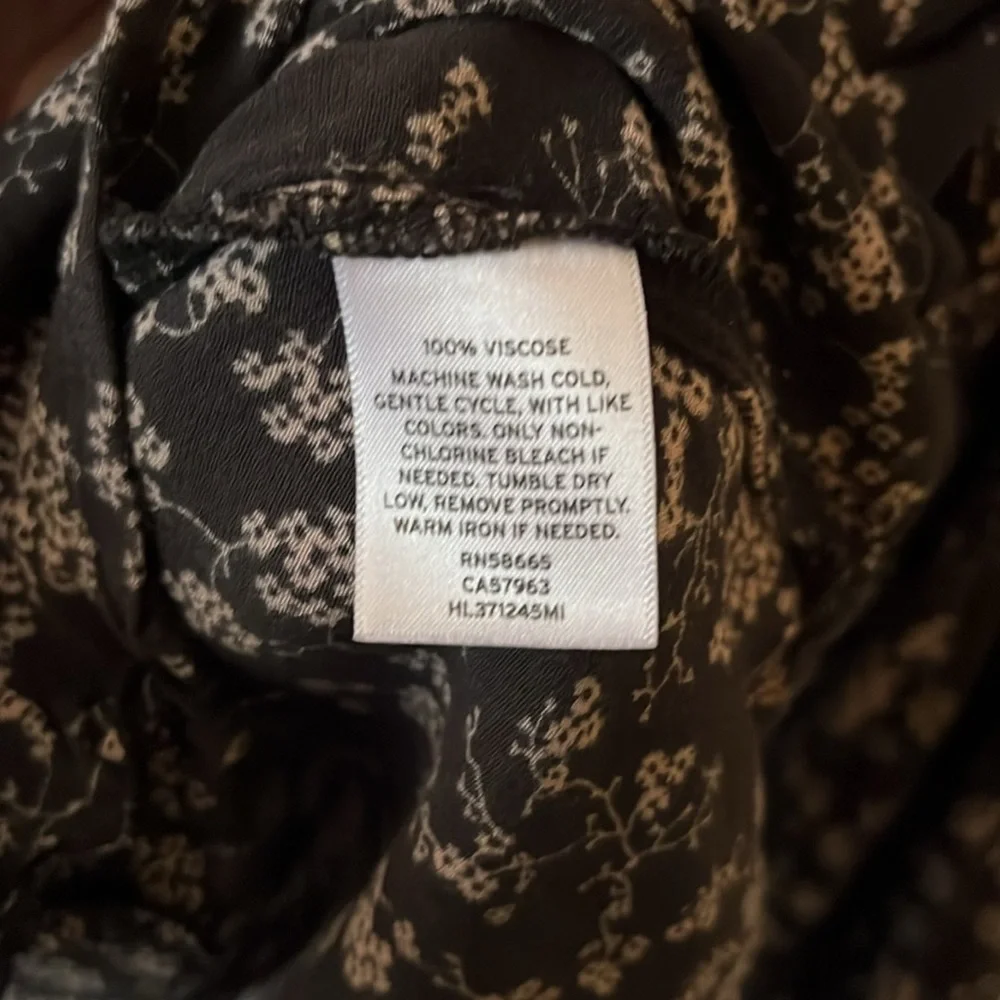 100% VISCOSE
MACHINE WASH COLD,
GENTLE CYCLE, WITH LIKE
COLORS. ONLY NON-
CHLORINE BLEACH IF
NEEDED. TUMBLE DRY
LOW, REMOVE PROMPTLY.
WARM IRON IF NEEDED.
RN58665
CA57963
HL371245MI